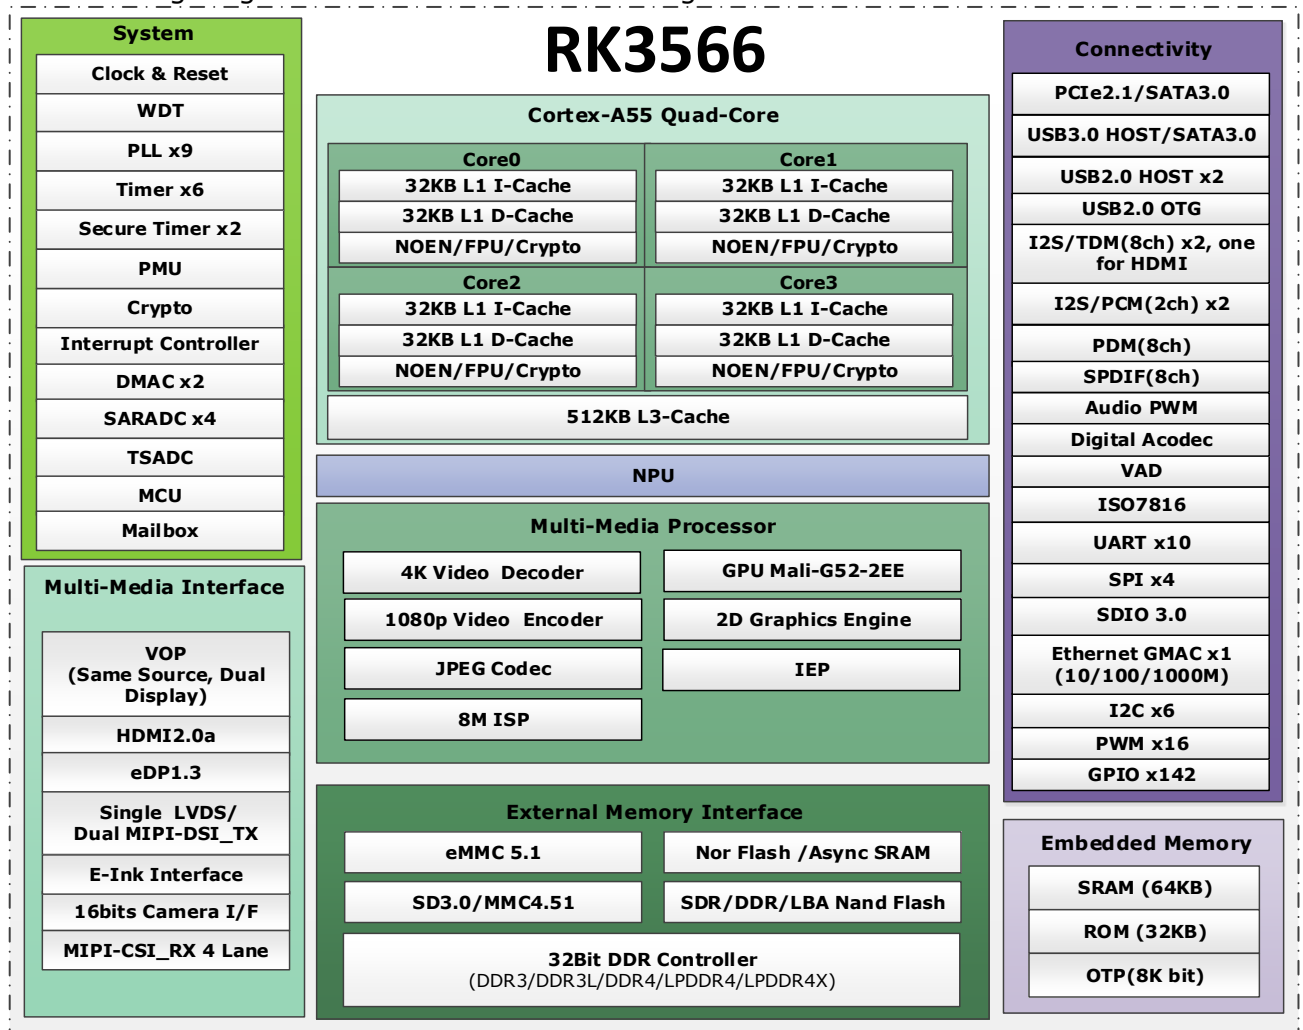 RK3566
System
Clock & Reset
WDT
PLL x9
Timer x6
Secure Timer x2
PMU
Crypto
Interrupt Controller
DMAC x2
SARADC x4
TSADC
MCU
Mailbox
Multi-Media Interface
VOP
(Same Source, Dual
Display)
HDMI2.0a
eDP1.3
Single LVDS/
Dual MIPI-DSI_TX
E-Ink Interface
16bits Camera I/F
MIPI-CSI_RX 4 Lane
Cortex-A55 Quad-Core
Core0
32KB L1 I-Cache
32KB L1 D-Cache
NOEN/FPU/Crypto
Core1
32KB L1 I-Cache
32KB L1 D-Cache
NOEN/FPU/Crypto
Core2
32KB L1 I-Cache
32KB L1 D-Cache
NOEN/FPU/Crypto
Core3
32KB L1 I-Cache
32KB L1 D-Cache
NOEN/FPU/Crypto
512KB L3-Cache
NPU
Multi-Media Processor
4K Video Decoder
1080p Video Encoder
JPEG Codec
8M ISP
GPU Mali-G52-2EE
2D Graphics Engine
IEP
External Memory Interface
eMMC 5.1
Nor Flash /Async SRAM
SD3.0/MMC4.51
SDR/DDR/LBA Nand Flash
32Bit DDR Controller
(DDR3/DDR3L/DDR4/LPDDR4/LPDDR4X)
Connectivity
PCIe2.1/SATA3.0
USB3.0 HOST/SATA3.0
USB2.0 HOST x2
USB2.0 OTG
I2S/TDM(8ch) x2, one
for HDMI
I2S/PCM(2ch) x2
PDM(8ch)
SPDIF(8ch)
Audio PWM
Digital Acodec
VAD
ISO7816
UART x10
SPI x4
SDIO 3.0
Ethernet GMAC x1
(10/100/1000M)
I2C x6
PWM x16
GPIO x142
Embedded Memory
SRAM (64KB)
ROM (32KB)
OTP(8K bit)